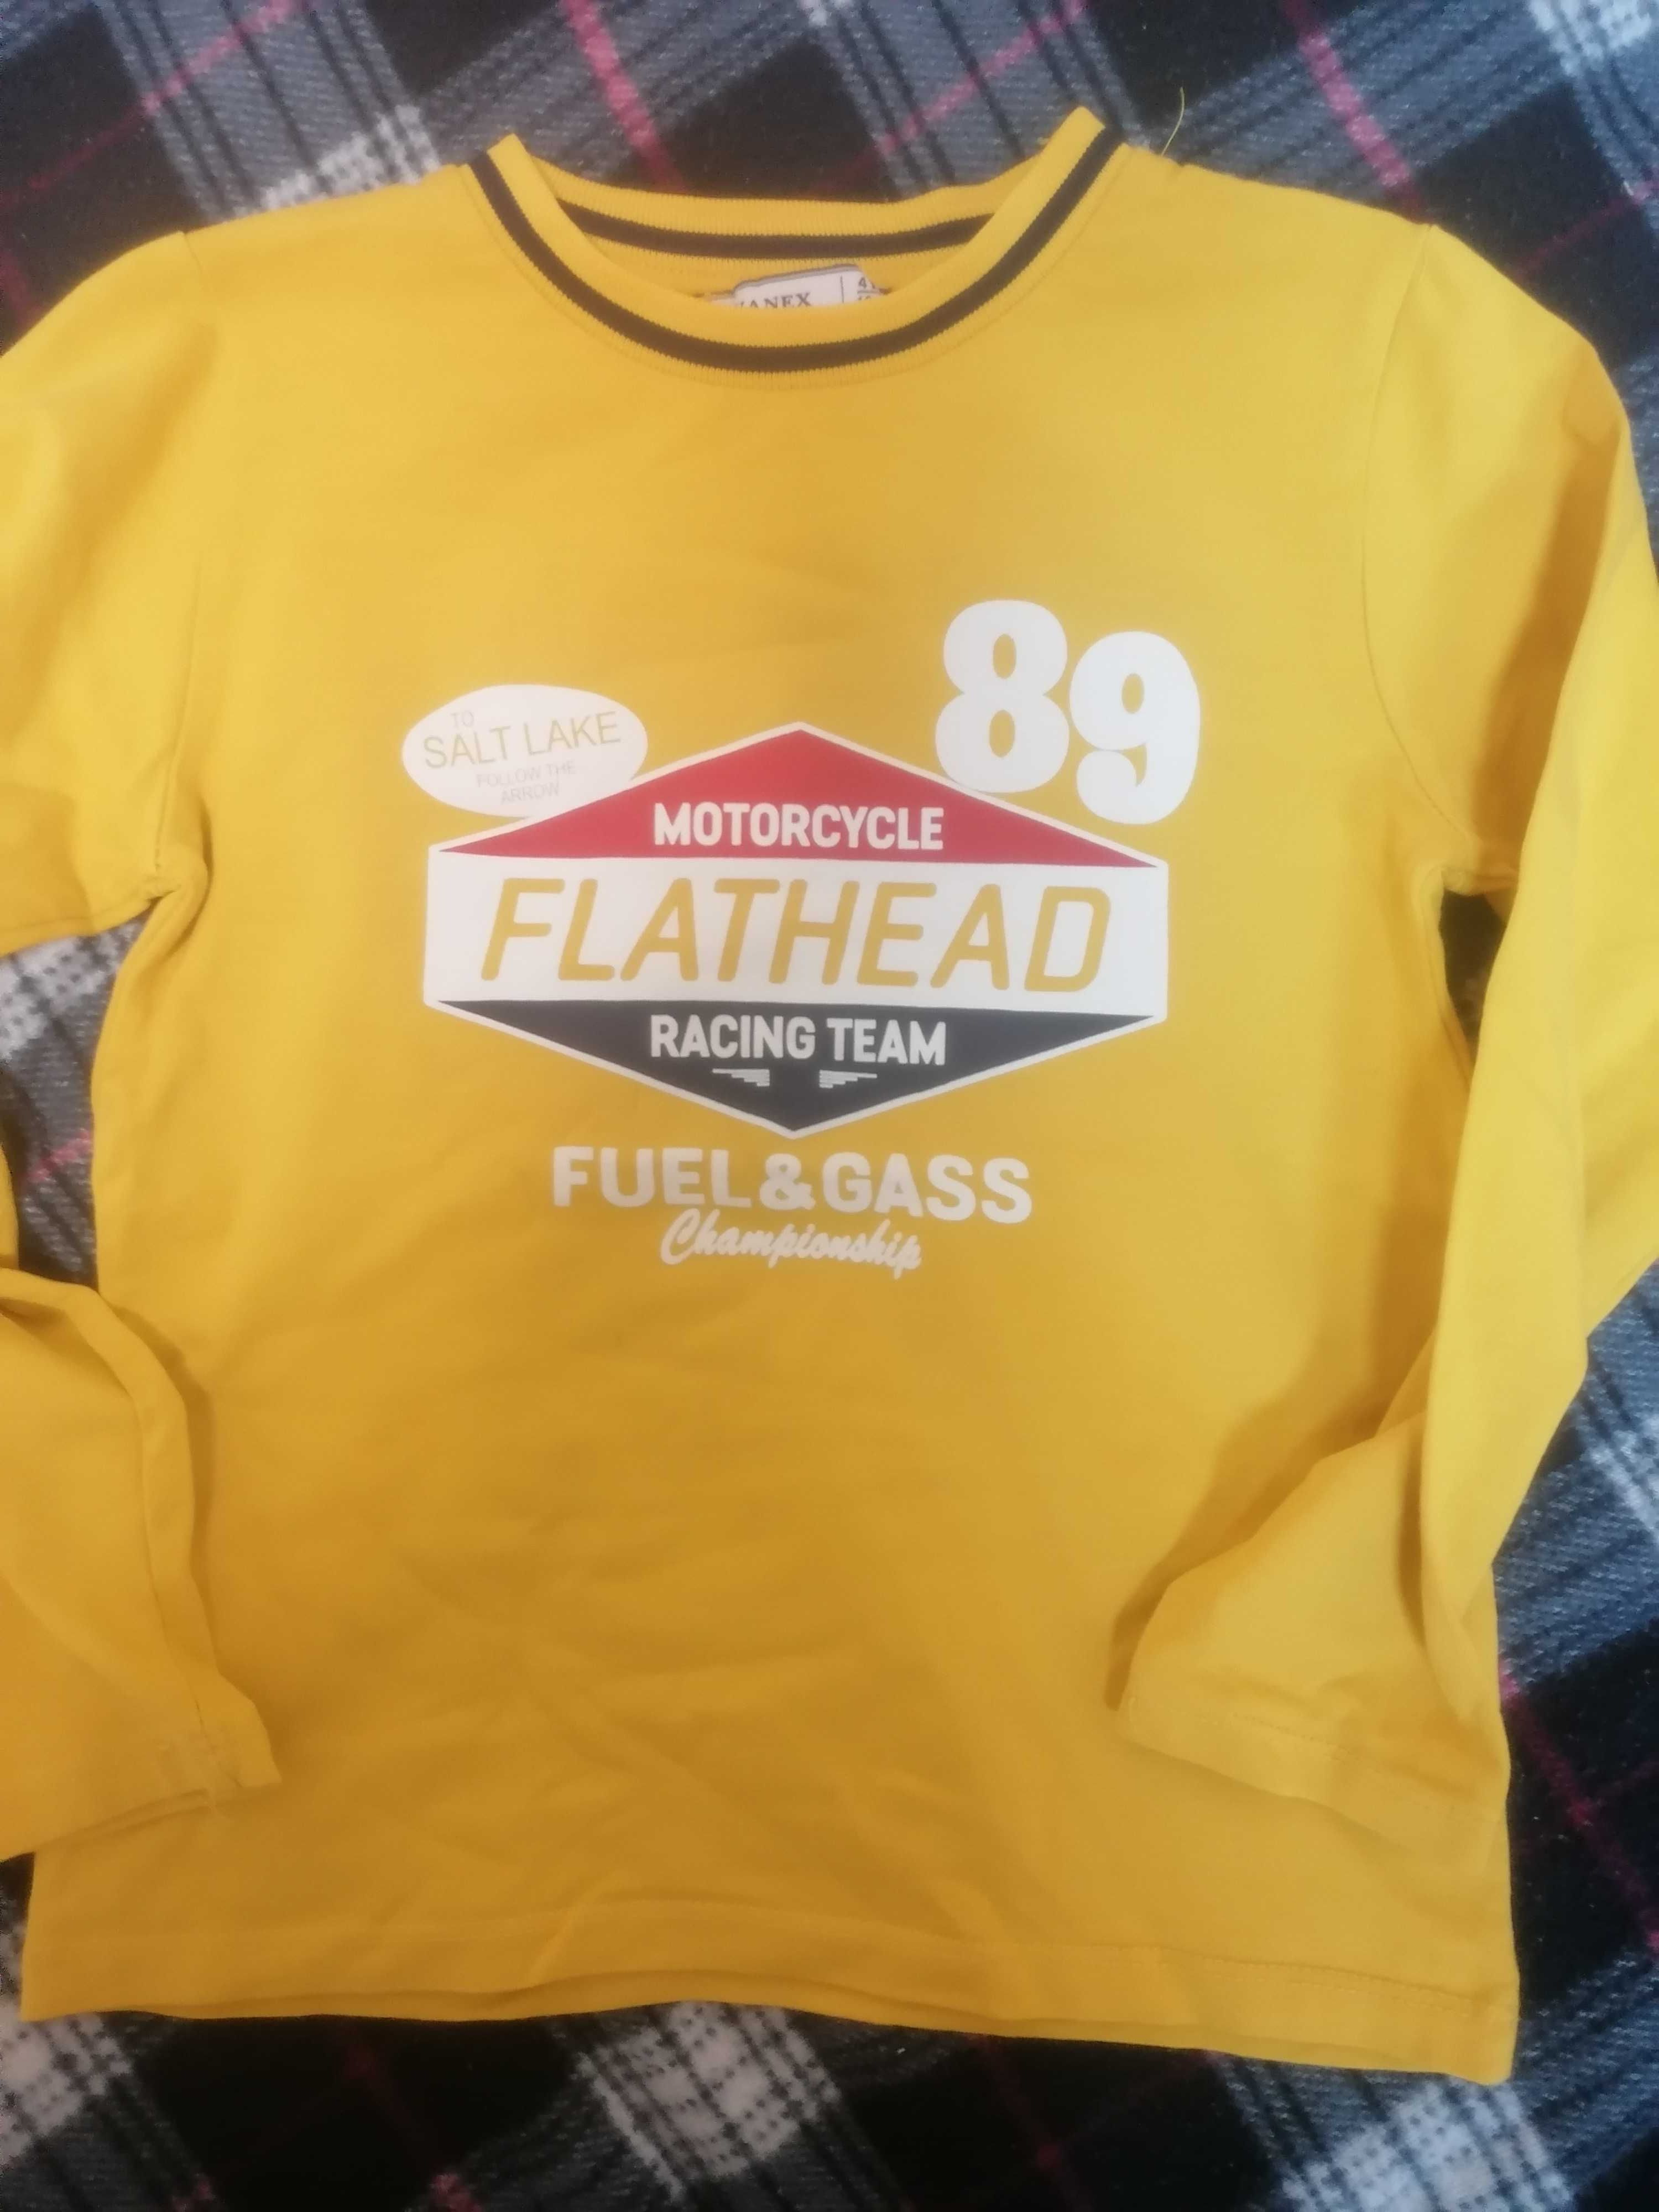 89
TO
SALT LAKE
FOLLOW THE
ARROW
MOTORCYCLE
FLATHEAD
RACING TEAM
FUEL&GASS
Championship